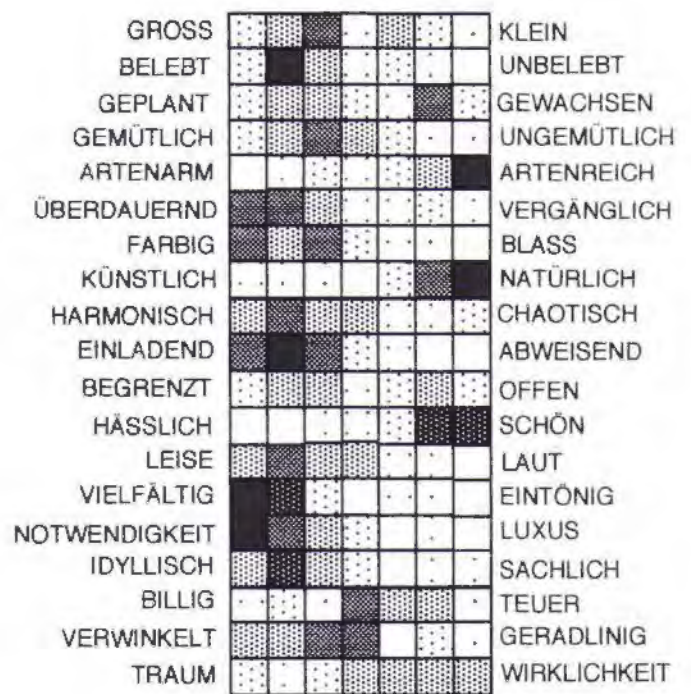 GROSS KLEIN
BELEBT UNBELEBT
GEPLANT GEWACHSEN
GEMÜTLICH UNGEMÜTLICH
ARTENARM ARTENREICH
ÜBERDAUERND VERGÄNGLICH
FARBIG BLASS
KÜNSTLICH NATÜRLICH
HARMONISCH CHAOTISCH
EINLADEND ABWEISEND
BEGRENZT OFFEN
HÄSSLICH SCHÖN
LEISE LAUT
VIELFÄLTIG EINTÖNIG
NOTWENDIGKEIT LUXUS
IDYLLISCH SACHLICH
BILLIG TEUER
VERWINKELT GERADLINIG
TRAUM WIRKLICHKEIT